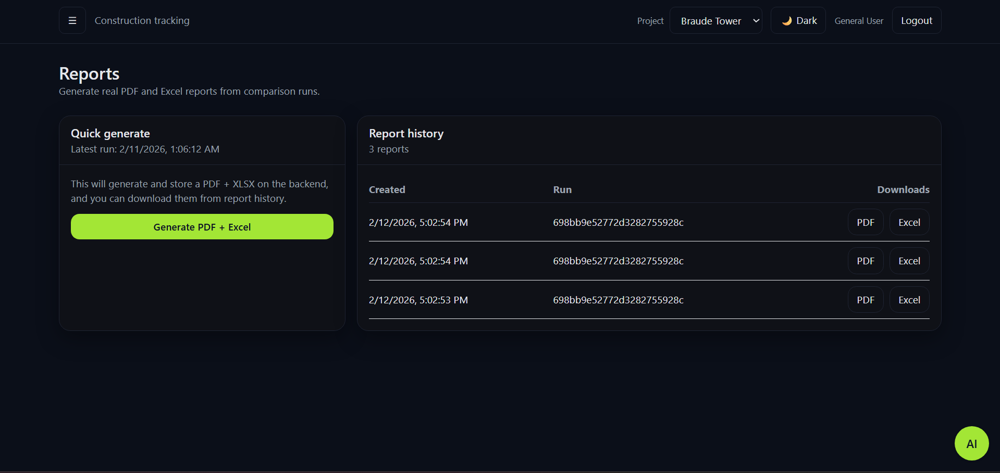 ☰ Construction tracking Project Braude Tower 🌙 Dark General User Logout
Reports
Generate real PDF and Excel reports from comparison runs.
Quick generate
Latest run: 2/11/2026, 1:06:12 AM
This will generate and store a PDF + XLSX on the backend,
and you can download them from report history.
Generate PDF + Excel
Report history
3 reports
Created Run Downloads
2/12/2026, 5:02:54 PM 698bb9e52772d3282755928c PDF Excel
2/12/2026, 5:02:54 PM 698bb9e52772d3282755928c PDF Excel
2/12/2026, 5:02:53 PM 698bb9e52772d3282755928c PDF Excel
AI